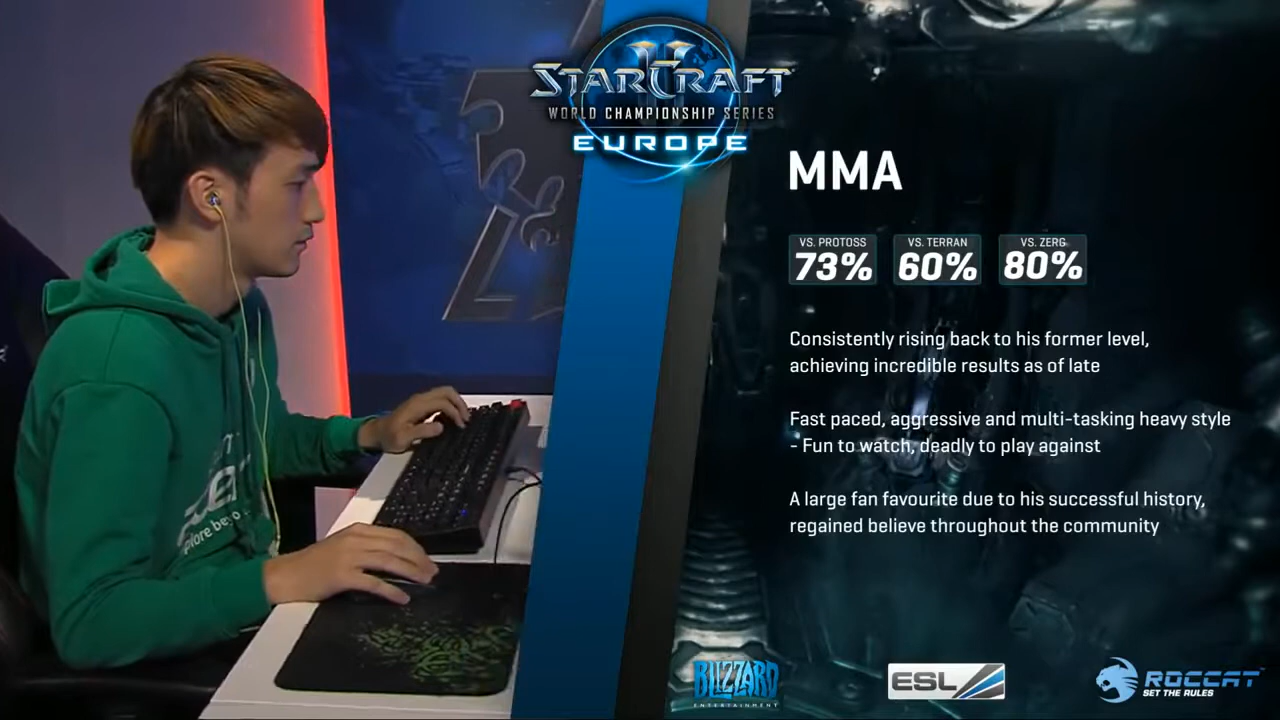 STARCRAFT
II
WORLD CHAMPIONSHIP SERIES
EUROPE
MMA
VS. PROTOSS
73%
VS. TERRAN
60%
VS. ZERG
80%
Consistently rising back to his former level,
achieving incredible results as of late
Fast paced, aggressive and multi-tasking heavy style
- Fun to watch, deadly to play against
A large fan favourite due to his successful history,
regained believe throughout the community
BLIZZARD
ENTERTAINMENT
ESL
ROCCAT
SET THE RULES